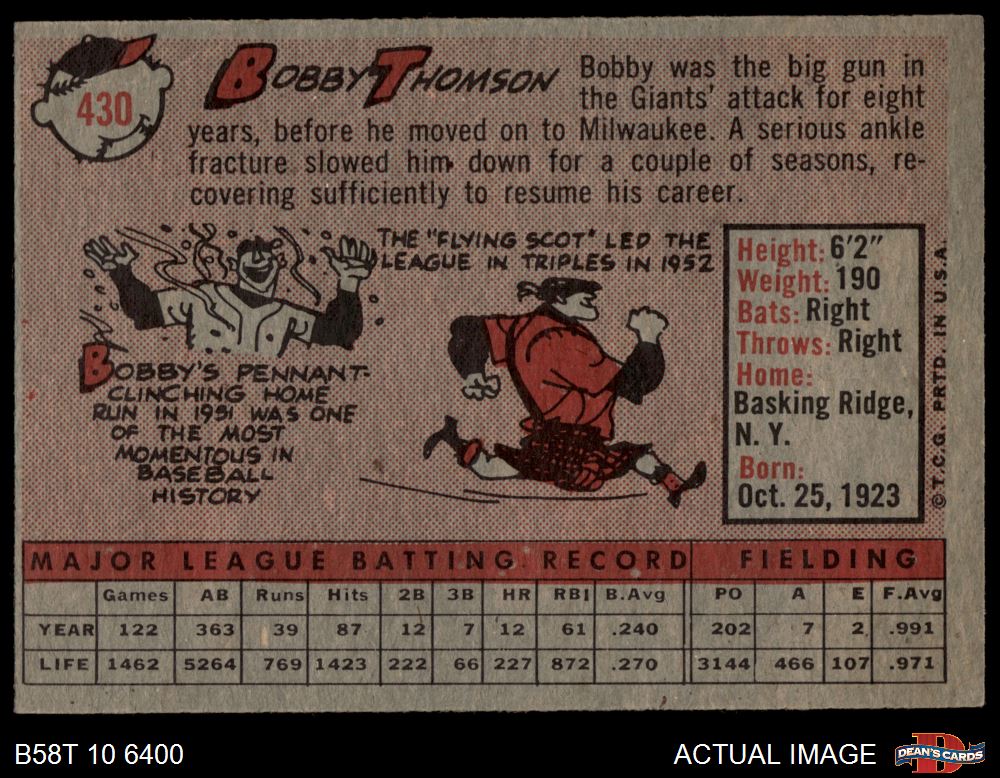 430
BOBBY THOMSON
Bobby was the big gun in
the Giants' attack for eight
years, before he moved on to Milwaukee. A serious ankle
fracture slowed him down for a couple of seasons, re-
covering sufficiently to resume his career.
THE "FLYING SCOT" LED THE
LEAGUE IN TRIPLES IN 1952
BOBBY'S PENNANT-
CLINCHING HOME
RUN IN 1951 WAS ONE
OF THE MOST
MOMENTOUS IN
BASEBALL
HISTORY
Height: 6'2"
Weight: 190
Bats: Right
Throws: Right
Home:
Basking Ridge,
N. Y.
Born:
Oct. 25, 1923
© T.C.G. PRTD. IN U.S.A.
MAJOR LEAGUE BATTING RECORD FIELDING
Games AB Runs Hits 2B 3B HR RBI B.Avg PO A E F.Avg
YEAR 122 363 39 87 12 7 12 61 .240 202 7 2 .991
LIFE 1462 5264 769 1423 222 66 227 872 .270 3144 466 107 .971
B58T 10 6400
ACTUAL IMAGE
DEAN'S CARDS